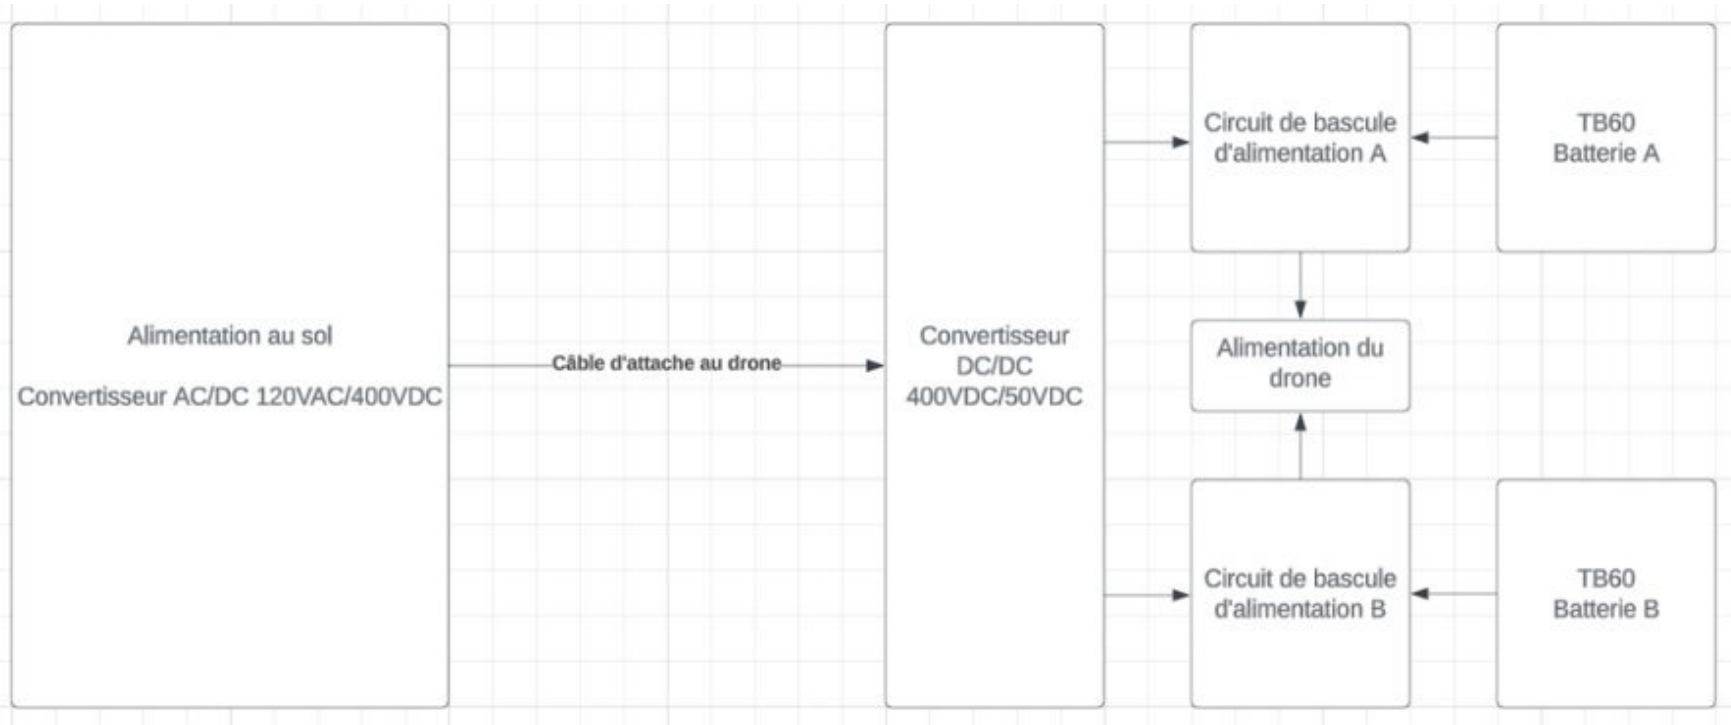 Alimentation au sol
Convertisseur AC/DC 120VAC/400VDC
Câble d'attache au drone
Convertisseur
DC/DC
400VDC/50VDC
Circuit de bascule
d'alimentation A
TB60
Batterie A
Alimentation du
drone
Circuit de bascule
d'alimentation B
TB60
Batterie B